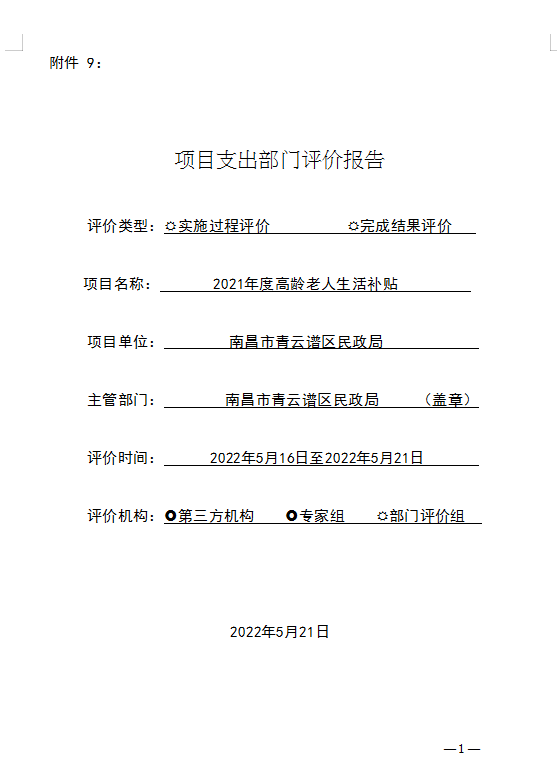 附件 9：
项目支出部门评价报告
评价类型：☼实施过程评价 ☼完成结果评价
项目名称： 2021年度高龄老人生活补贴
项目单位： 南昌市青云谱区民政局
主管部门： 南昌市青云谱区民政局 （盖章）
评价时间： 2022年5月16日至2022年5月21日
评价机构：✪第三方机构 ✪专家组 ☼部门评价组
2022年5月21日
—1—